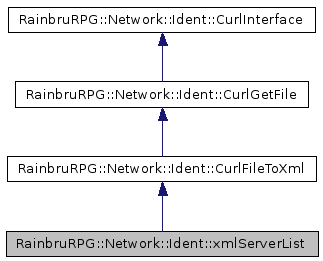 RainbruRPG::Network::Ident::CurlInterface
RainbruRPG::Network::Ident::CurlGetFile
RainbruRPG::Network::Ident::CurlFileToXml
RainbruRPG::Network::Ident::xmlServerList